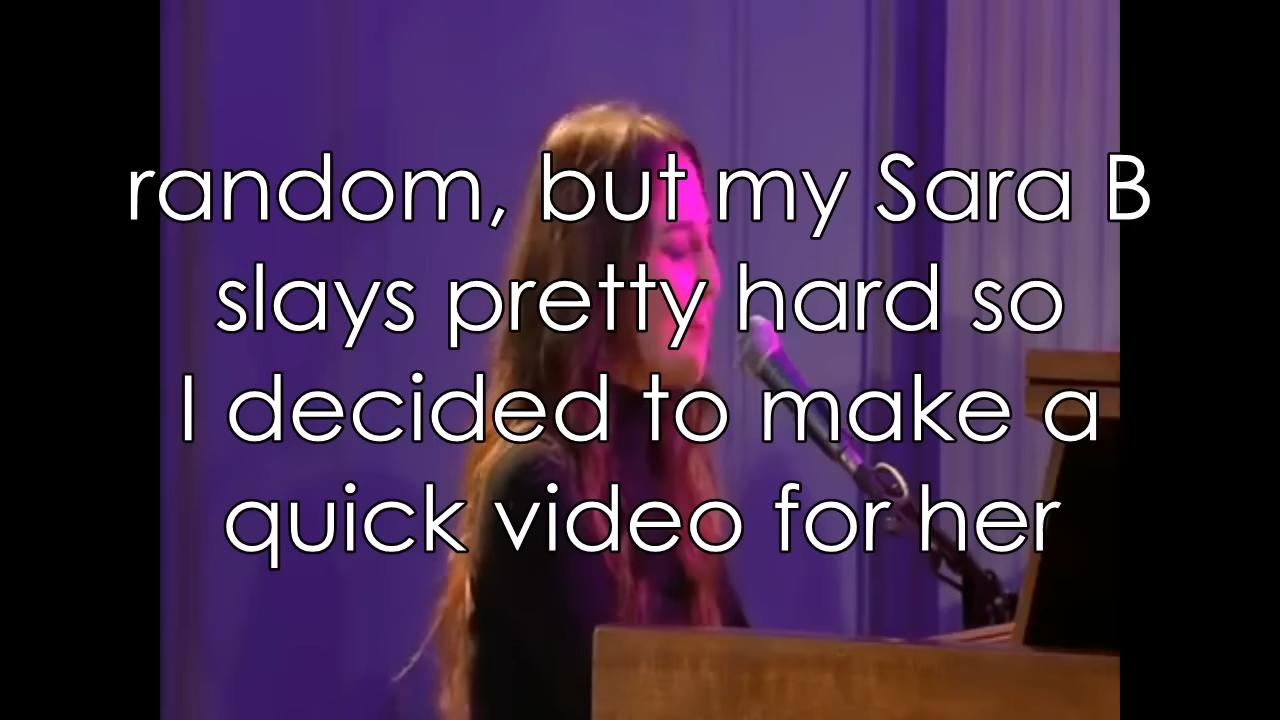 random, but my Sara B
slays pretty hard so
I decided to make a
quick video for her